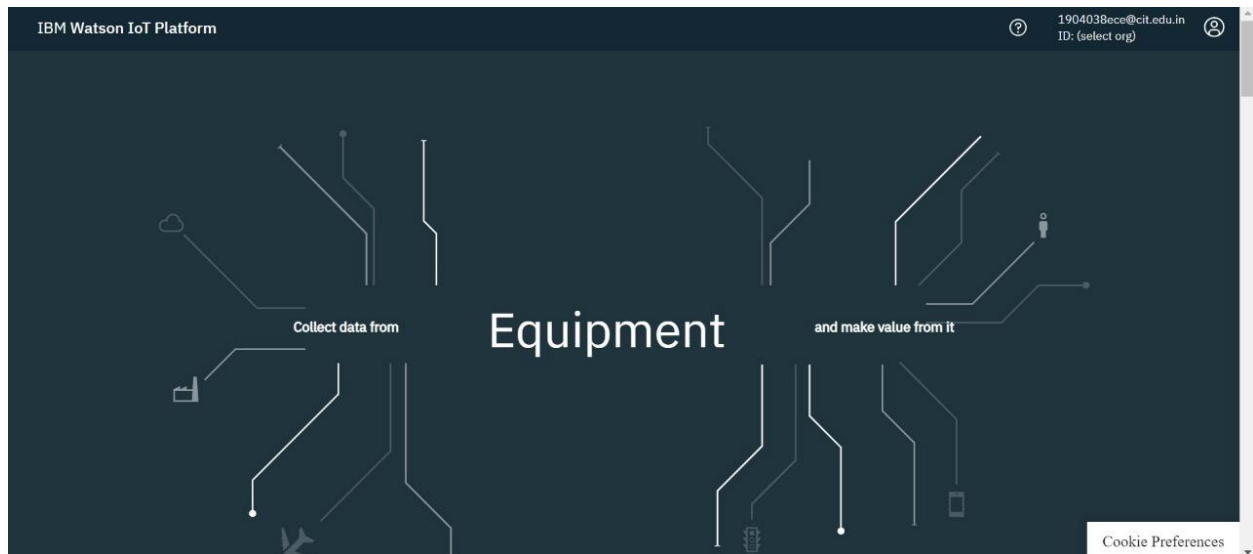 IBM Watson IoT Platform
1904038ece@cit.edu.in
ID: (select org)
Collect data from
Equipment
and make value from it
Cookie Preferences